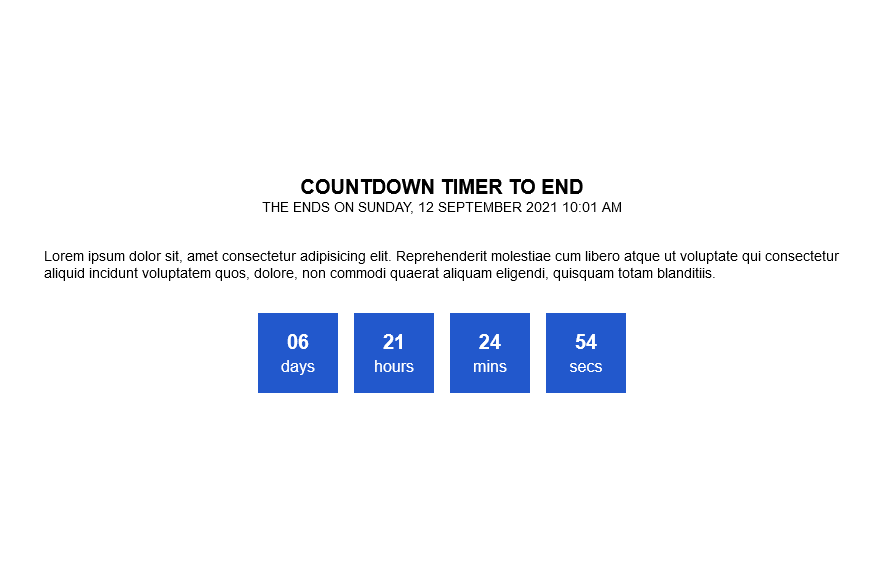 COUNTDOWN TIMER TO END
THE ENDS ON SUNDAY, 12 SEPTEMBER 2021 10:01 AM
Lorem ipsum dolor sit, amet consectetur adipisicing elit. Reprehenderit molestiae cum libero atque ut voluptate qui consectetur
aliquid incidunt voluptatem quos, dolore, non commodi quaerat aliquam eligendi, quisquam totam blanditiis.
06 21 24 54
days hours mins secs